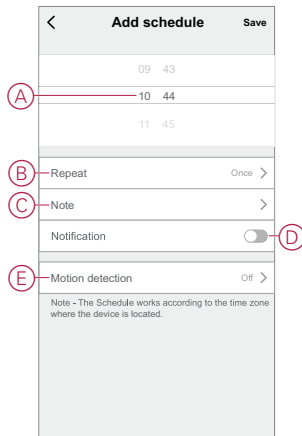 Add schedule Save
09 43
A 10 44
11 45
B Repeat Once
C Note
Notification D
E Motion detection Off
Note - The Schedule works according to the time zone
where the device is located.